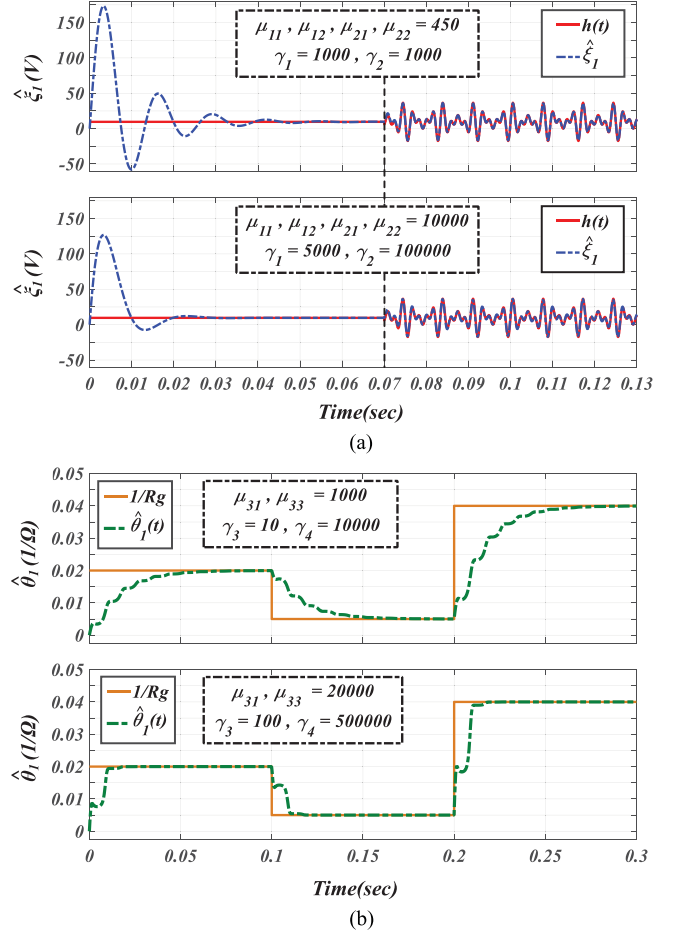 150
100
50
0
-50
ξ̂₁(V)
μ₁₁ , μ₁₂ , μ₂₁ , μ₂₂ = 450
γ₁ = 1000 , γ₂ = 1000
h(t)
ξ̂₁
150
100
50
0
-50
ξ̂₁(V)
μ₁₁ , μ₁₂ , μ₂₁ , μ₂₂ = 10000
γ₁ = 5000 , γ₂ = 100000
h(t)
ξ̂₁
0 0.01 0.02 0.03 0.04 0.05 0.06 0.07 0.08 0.09 0.1 0.11 0.12 0.13
Time(sec)
(a)
0.05
0.04
0.03
0.02
0.01
0
θ̂₁(1/Ω)
1/Rg
θ̂₁(t)
μ₃₁ , μ₃₃ = 1000
γ₃ = 10 , γ₄ = 10000
0.05
0.04
0.03
0.02
0.01
0
θ̂₁(1/Ω)
1/Rg
θ̂₁(t)
μ₃₁ , μ₃₃ = 20000
γ₃ = 100 , γ₄ = 500000
0 0.05 0.1 0.15 0.2 0.25 0.3
Time(sec)
(b)